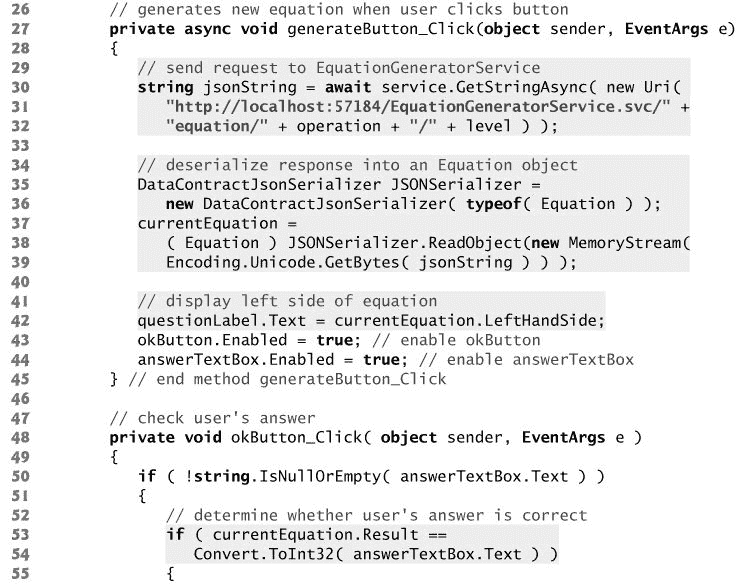 26 // generates new equation when user clicks button
27 private async void generateButton_Click(object sender, EventArgs e)
28 {
29 // send request to EquationGeneratorService
30 string jsonString = await service.GetStringAsync( new Uri(
31 "http://localhost:57184/EquationGeneratorService.svc/" +
32 "equation/" + operation + "/" + level ) );
33
34 // deserialize response into an Equation object
35 DataContractJsonSerializer JSONSerializer =
36 new DataContractJsonSerializer( typeof( Equation ) );
37 currentEquation =
38 ( Equation ) JSONSerializer.ReadObject(new MemoryStream(
39 Encoding.Unicode.GetBytes( jsonString ) ) );
40
41 // display left side of equation
42 questionLabel.Text = currentEquation.LeftHandSide;
43 okButton.Enabled = true; // enable okButton
44 answerTextBox.Enabled = true; // enable answerTextBox
45 } // end method generateButton_Click
46
47 // check user's answer
48 private void okButton_Click( object sender, EventArgs e )
49 {
50 if ( !string.IsNullOrEmpty( answerTextBox.Text ) )
51 {
52 // determine whether user's answer is correct
53 if ( currentEquation.Result ==
54 Convert.ToInt32( answerTextBox.Text ) )
55 {